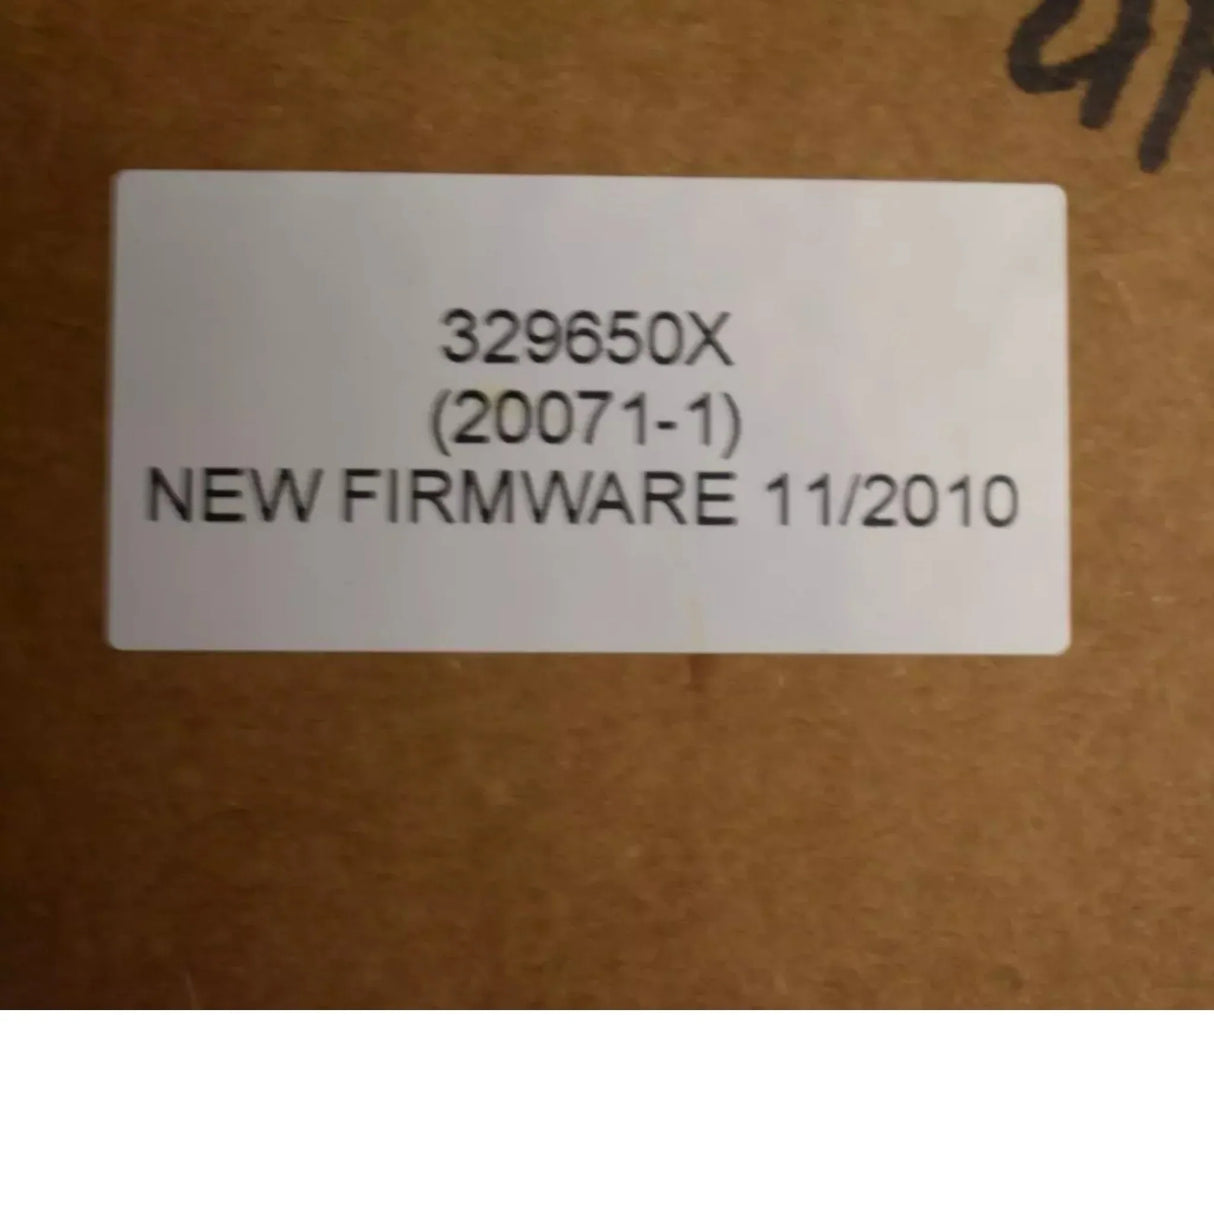 329650X
(20071-1)
NEW FIRMWARE 11/2010